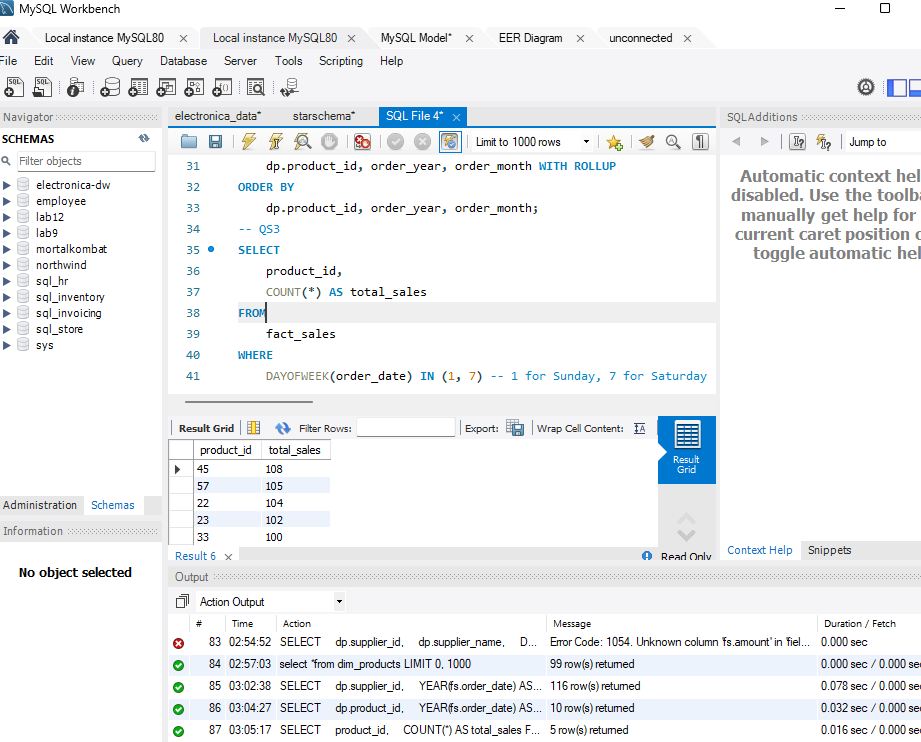 MySQL Workbench
Local instance MySQL80 × Local instance MySQL80 × MySQL Model* × EER Diagram × unconnected ×
File Edit View Query Database Server Tools Scripting Help
Navigator
SCHEMAS
Filter objects
electronica-dw
employee
lab12
lab9
mortalkombat
northwind
sql_hr
sql_inventory
sql_invoicing
sql_store
sys
Administration Schemas
Information
No object selected
electronica_data* starschema* SQL File 4* ×
Limit to 1000 rows
31 dp.product_id, order_year, order_month WITH ROLLUP
32 ORDER BY
33 dp.product_id, order_year, order_month;
34 -- QS3
35 SELECT
36 product_id,
37 COUNT(*) AS total_sales
38 FROM
39 fact_sales
40 WHERE
41 DAYOFWEEK(order_date) IN (1, 7) -- 1 for Sunday, 7 for Saturday
Result Grid Filter Rows: Export: Wrap Cell Content:
product_id total_sales
45 108
57 105
22 104
23 102
33 100
Result Grid
Result 6 × Read Only
SQLAdditions
Jump to
Automatic context hel
disabled. Use the toolba
manually get help for
current caret position o
toggle automatic hel
Context Help Snippets
Output
Action Output
# Time Action Message Duration / Fetch
83 02:54:52 SELECT dp.supplier_id, dp.supplier_name, D... Error Code: 1054. Unknown column 'fs.amount' in 'fiel... 0.000 sec
84 02:57:03 select *from dim_products LIMIT 0, 1000 99 row(s) returned 0.000 sec / 0.000 sec
85 03:02:38 SELECT dp.supplier_id, YEAR(fs.order_date) AS... 116 row(s) returned 0.078 sec / 0.000 sec
86 03:04:27 SELECT dp.product_id, YEAR(fs.order_date) AS... 10 row(s) returned 0.032 sec / 0.000 sec
87 03:05:17 SELECT product_id, COUNT(*) AS total_sales F... 5 row(s) returned 0.016 sec / 0.000 sec